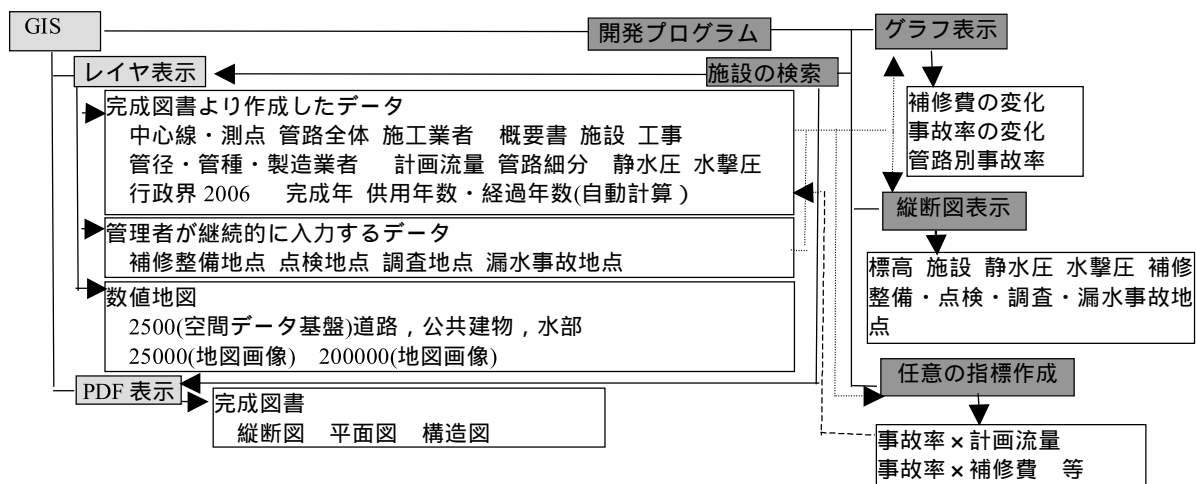 GIS
開発プログラム
グラフ表示
レイヤ表示
施設の検索
完成図書より作成したデータ
中心線・測点 管路全体 施工業者 概要書 施設 工事
管径・管種・製造業者 計画流量 管路細分 静水圧 水撃圧
行政界2006 完成年 供用年数・経過年数(自動計算)
補修費の変化
事故率の変化
管路別事故率
縦断図表示
管理者が継続的に入力するデータ
補修整備地点 点検地点 調査地点 漏水事故地点
標高 施設 静水圧 水撃圧 補修
整備・点検・調査・漏水事故地
点
数値地図
2500(空間データ基盤)道路,公共建物,水部
25000(地図画像) 200000(地図画像)
任意の指標作成
PDF表示
完成図書
縦断図 平面図 構造図
事故率×計画流量
事故率×補修費 等